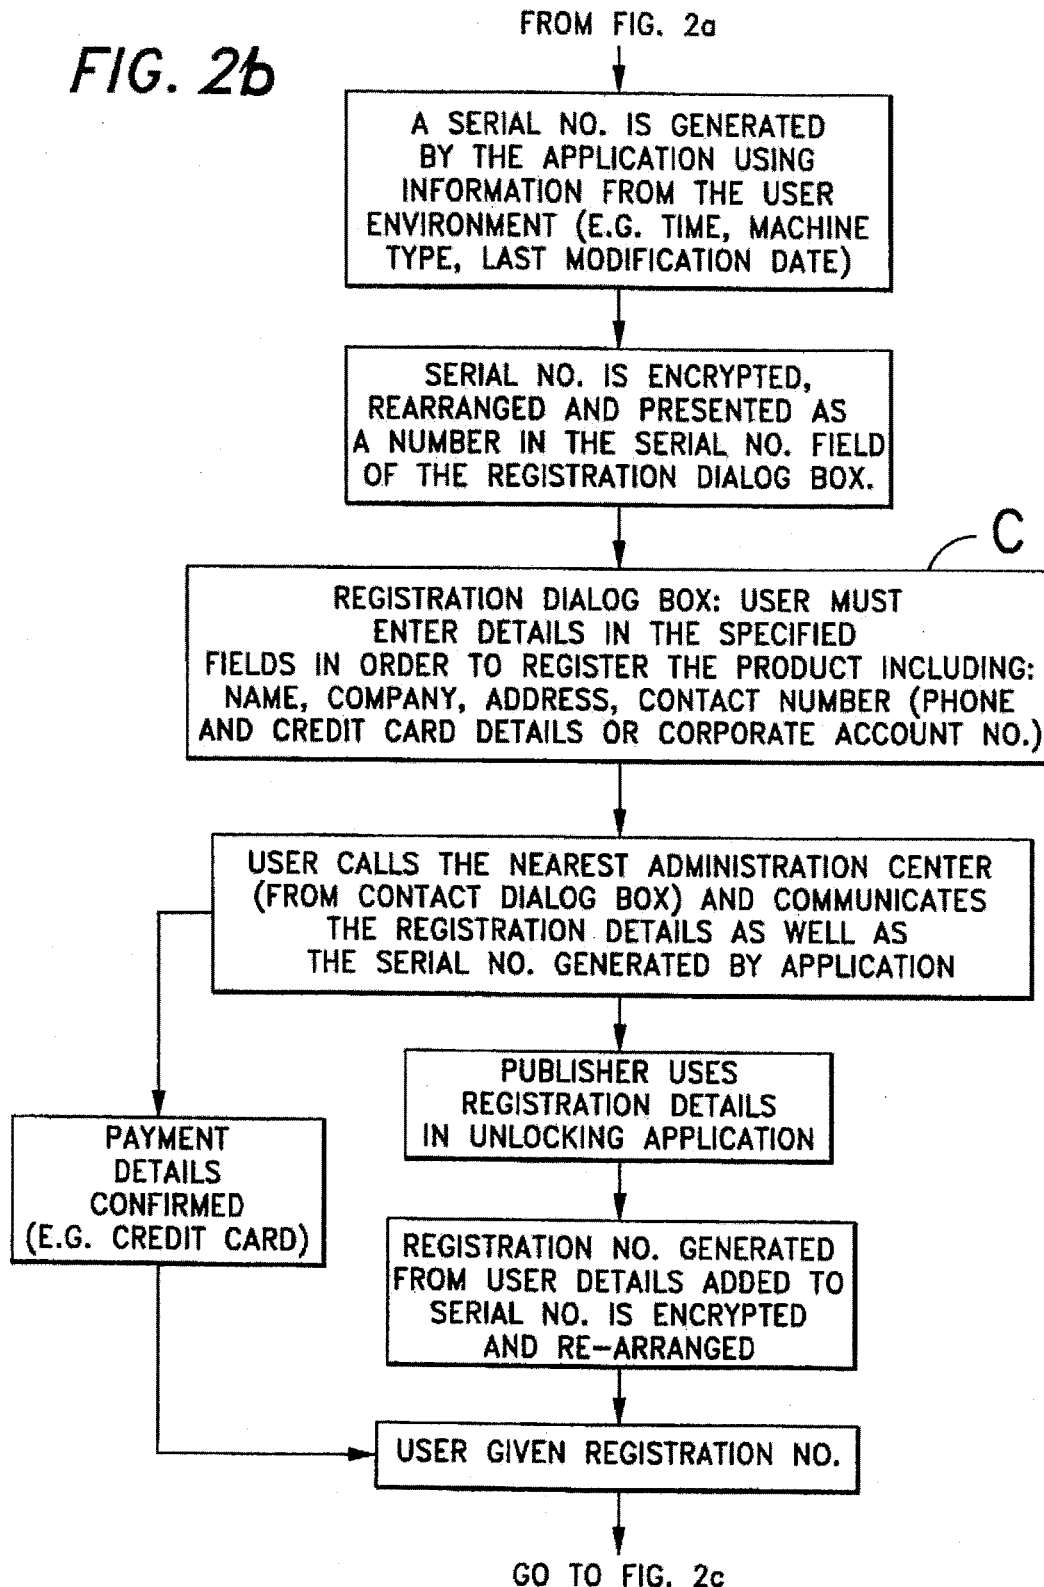 FROM FIG. 2a
FIG. 2b
A SERIAL NO. IS GENERATED
BY THE APPLICATION USING
INFORMATION FROM THE USER
ENVIRONMENT (E.G. TIME, MACHINE
TYPE, LAST MODIFICATION DATE)
SERIAL NO. IS ENCRYPTED,
REARRANGED AND PRESENTED AS
A NUMBER IN THE SERIAL NO. FIELD
OF THE REGISTRATION DIALOG BOX.
C
REGISTRATION DIALOG BOX: USER MUST
ENTER DETAILS IN THE SPECIFIED
FIELDS IN ORDER TO REGISTER THE PRODUCT INCLUDING:
NAME, COMPANY, ADDRESS, CONTACT NUMBER (PHONE
AND CREDIT CARD DETAILS OR CORPORATE ACCOUNT NO.)
USER CALLS THE NEAREST ADMINISTRATION CENTER
(FROM CONTACT DIALOG BOX) AND COMMUNICATES
THE REGISTRATION DETAILS AS WELL AS
THE SERIAL NO. GENERATED BY APPLICATION
PUBLISHER USES
REGISTRATION DETAILS
IN UNLOCKING APPLICATION
PAYMENT
DETAILS
CONFIRMED
(E.G. CREDIT CARD)
REGISTRATION NO. GENERATED
FROM USER DETAILS ADDED TO
SERIAL NO. IS ENCRYPTED
AND RE-ARRANGED
USER GIVEN REGISTRATION NO.
GO TO FIG. 2c